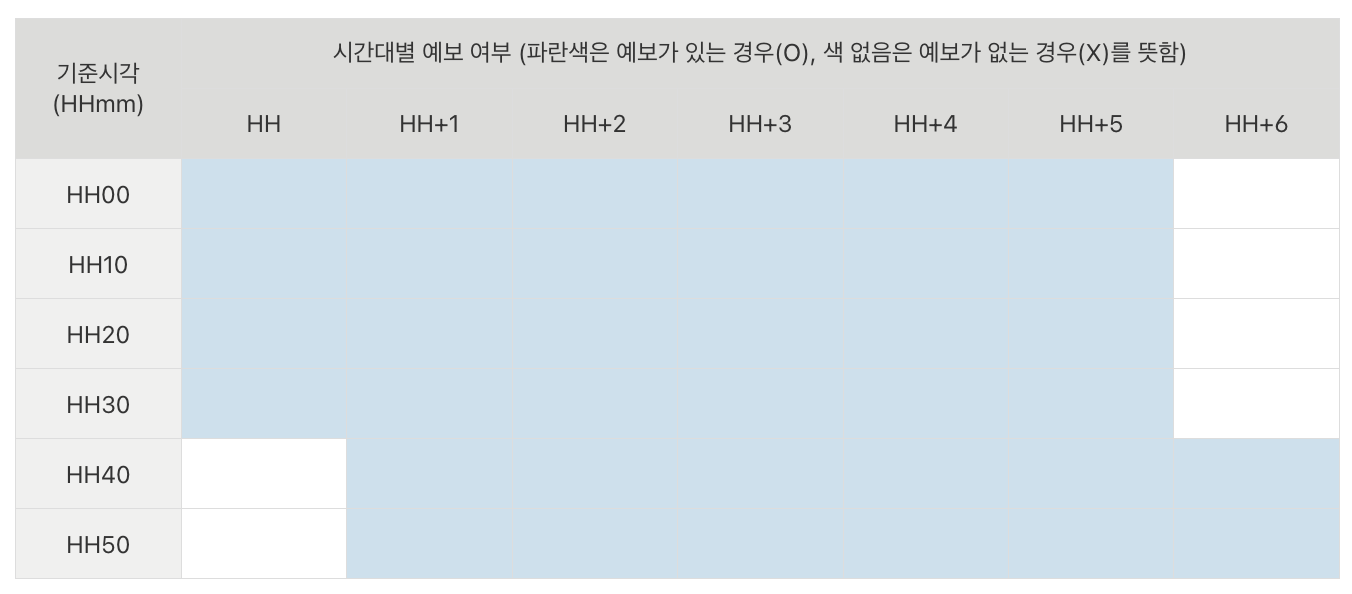 기준시각
(HHmm)
시간대별 예보 여부 (파란색은 예보가 있는 경우(O), 색 없음은 예보가 없는 경우(X)를 뜻함)
HH HH+1 HH+2 HH+3 HH+4 HH+5 HH+6
HH00
HH10
HH20
HH30
HH40
HH50